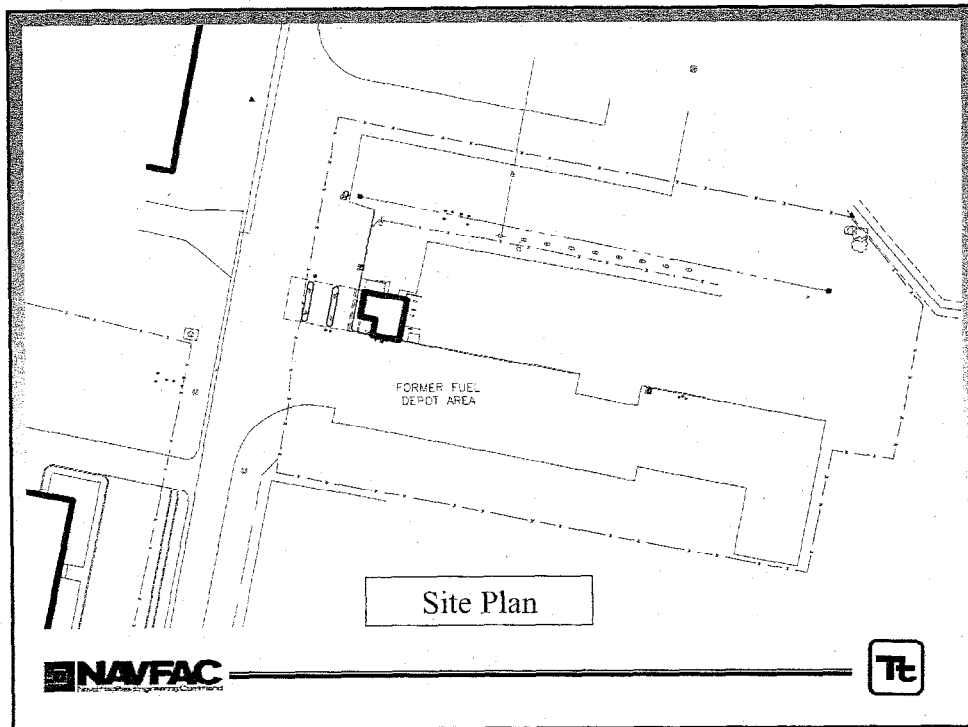 FORMER FUEL
DEPOT AREA
Site Plan
NAVFAC
Naval Facilities Engineering Command
Tt